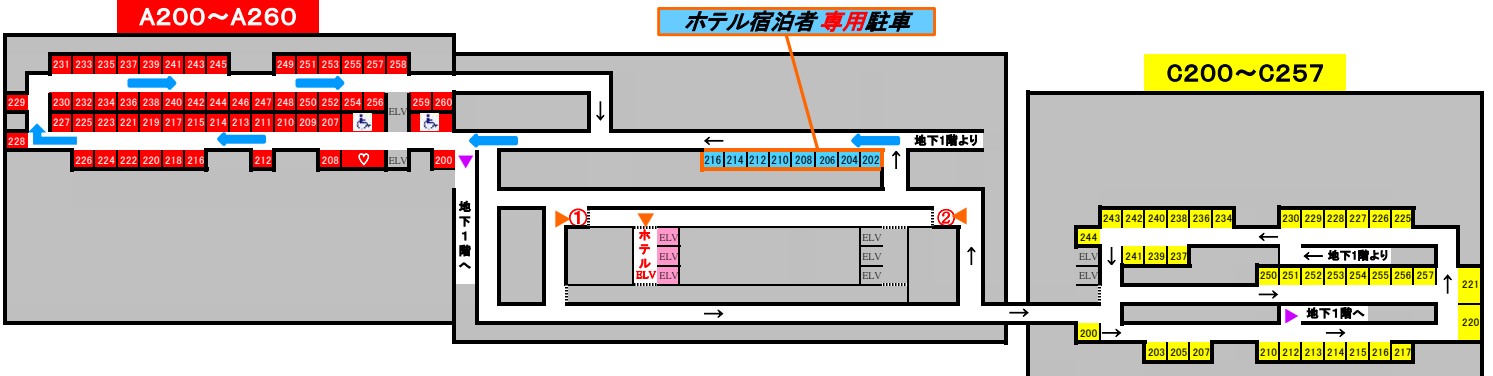 A200～A260
ホテル宿泊者 専用駐車
C200～C257
231 233 235 237 239 241 243 245
249 251 253 255 257 258
229
230 232 234 236 238 240 242 244 246 247 248 250 252 254 256
ELV
259 260
227 225 223 221 219 217 215 214 213 211 210 209 207
228
226 224 222 220 218 216
212
208 ♡
ELV
200
← 地下1階より
216 214 212 210 208 206 204 202
地下1階へ
①
②
ホテルELV
ELV
ELV
ELV
ELV
ELV
ELV
243 242 240 238 236 234
230 229 228 227 226 225
244
←
ELV
ELV
241 239 237
← 地下1階より
250 251 252 253 254 255 256 257
221
220
→
地下1階へ
200 →
→
203 205 207
210 212 213 214 215 216 217